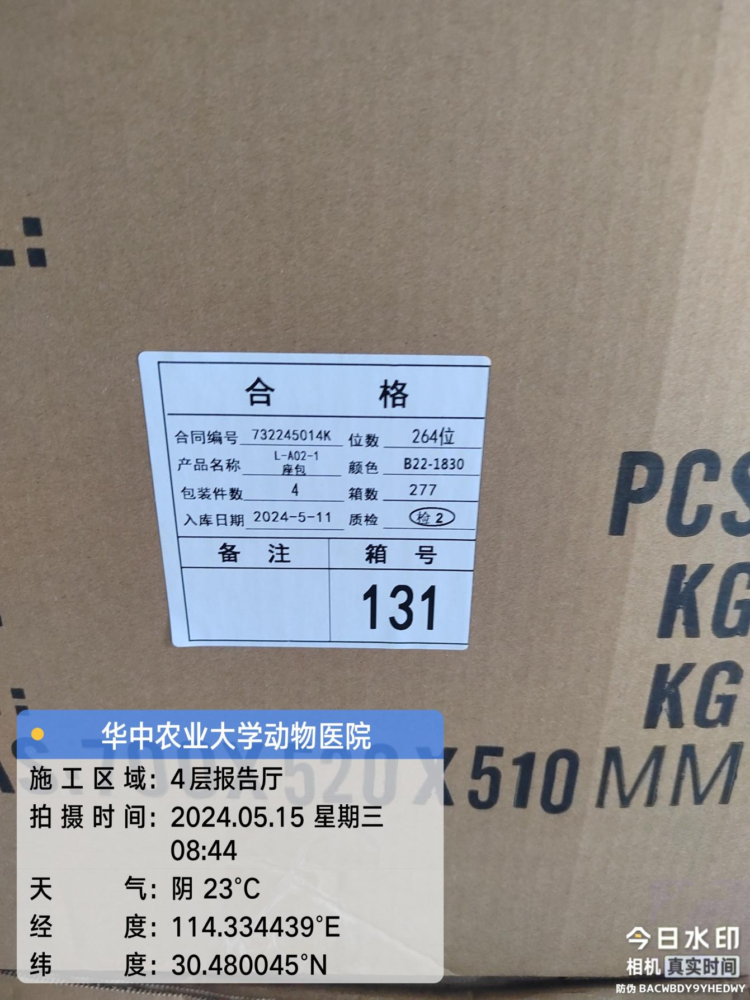 合 格
合同编号 732245014K 位数 264位
产品名称 L-A02-1 座包 颜色 B22-1830
包装件数 4 箱数 277
入库日期 2024-5-11 质检 检2
备 注 箱 号
131
PCS
KG
KG
700X520X510MM
华中农业大学动物医院
施工区域：4层报告厅
拍摄时间：2024.05.15 星期三
08:44
天气：阴 23°C
经度：114.334439°E
纬度：30.480045°N
今日水印
相机 真实时间
防伪 BACWBDY9YHEDWY